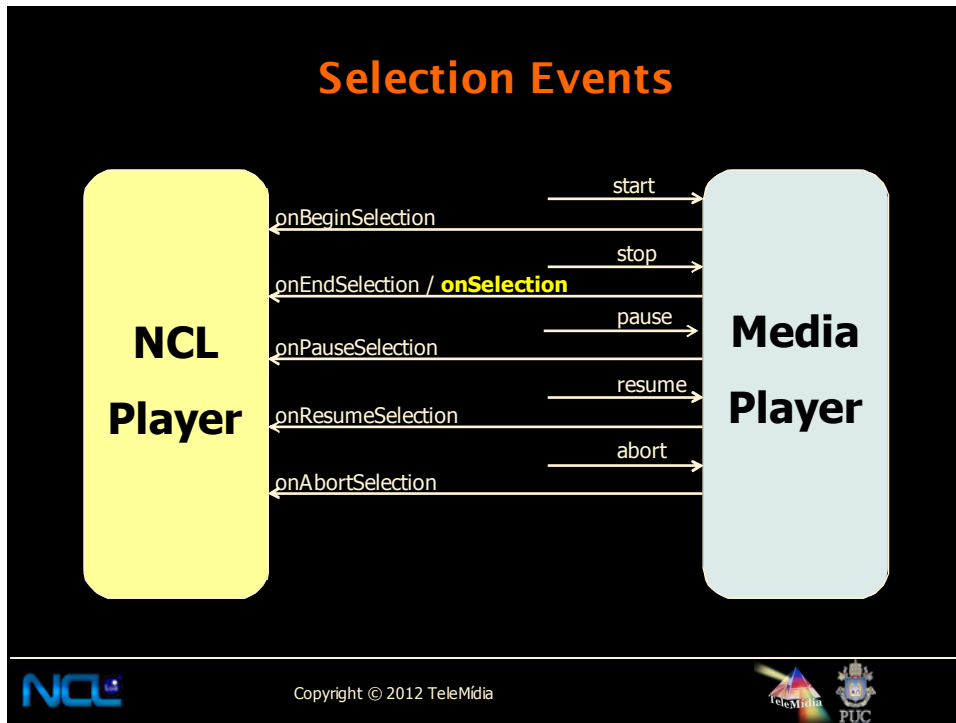 Selection Events
start
onBeginSelection
stop
onEndSelection / onSelection
pause
onPauseSelection
resume
onResumeSelection
abort
onAbortSelection
NCL
Player
Media
Player
NCL
Copyright © 2012 TeleMídia
TeleMídia
PUC